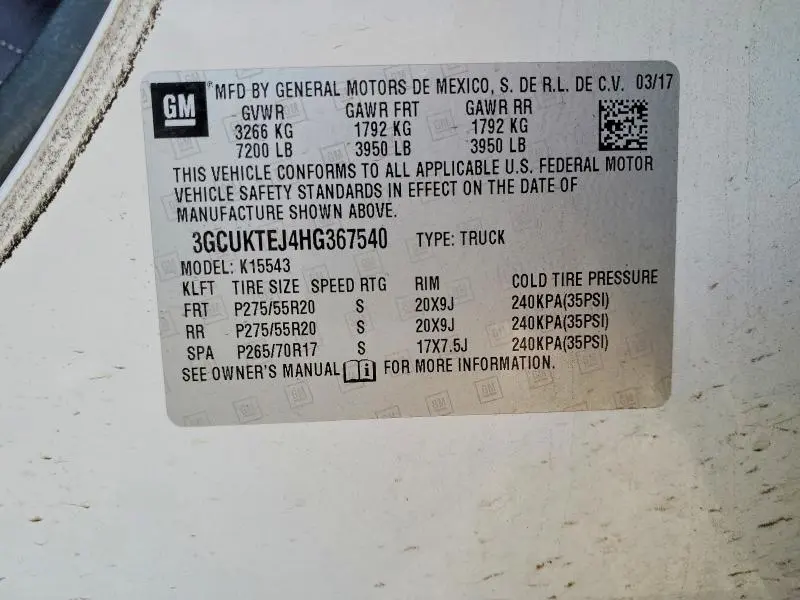 GM ® MFD BY GENERAL MOTORS DE MEXICO, S. DE R.L. DE C.V. 03/17
GVWR GAWR FRT GAWR RR
3266 KG 1792 KG 1792 KG
7200 LB 3950 LB 3950 LB
THIS VEHICLE CONFORMS TO ALL APPLICABLE U.S. FEDERAL MOTOR
VEHICLE SAFETY STANDARDS IN EFFECT ON THE DATE OF
MANUFACTURE SHOWN ABOVE.
3GCUKTEJ4HG367540 TYPE: TRUCK
MODEL: K15543
KLFT TIRE SIZE SPEED RTG RIM COLD TIRE PRESSURE
FRT P275/55R20 S 20X9J 240KPA(35PSI)
RR P275/55R20 S 20X9J 240KPA(35PSI)
SPA P265/70R17 S 17X7.5J 240KPA(35PSI)
SEE OWNER'S MANUAL i FOR MORE INFORMATION.